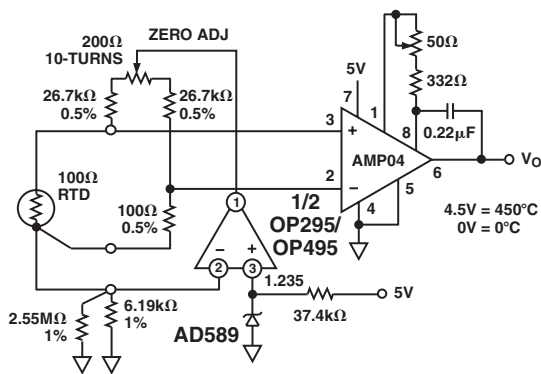 ZERO ADJ
200Ω
10-TURNS
26.7kΩ
0.5%
26.7kΩ
0.5%
5V
7
1
50Ω
332Ω
8
0.22μF
3
+
AMP04
2
–
6
VO
4
5
4.5V = 450°C
0V = 0°C
100Ω
RTD
100Ω
0.5%
1/2
OP295/
OP495
1
–
+
2
3
1.235
37.4kΩ
5V
AD589
2.55MΩ
1%
6.19kΩ
1%